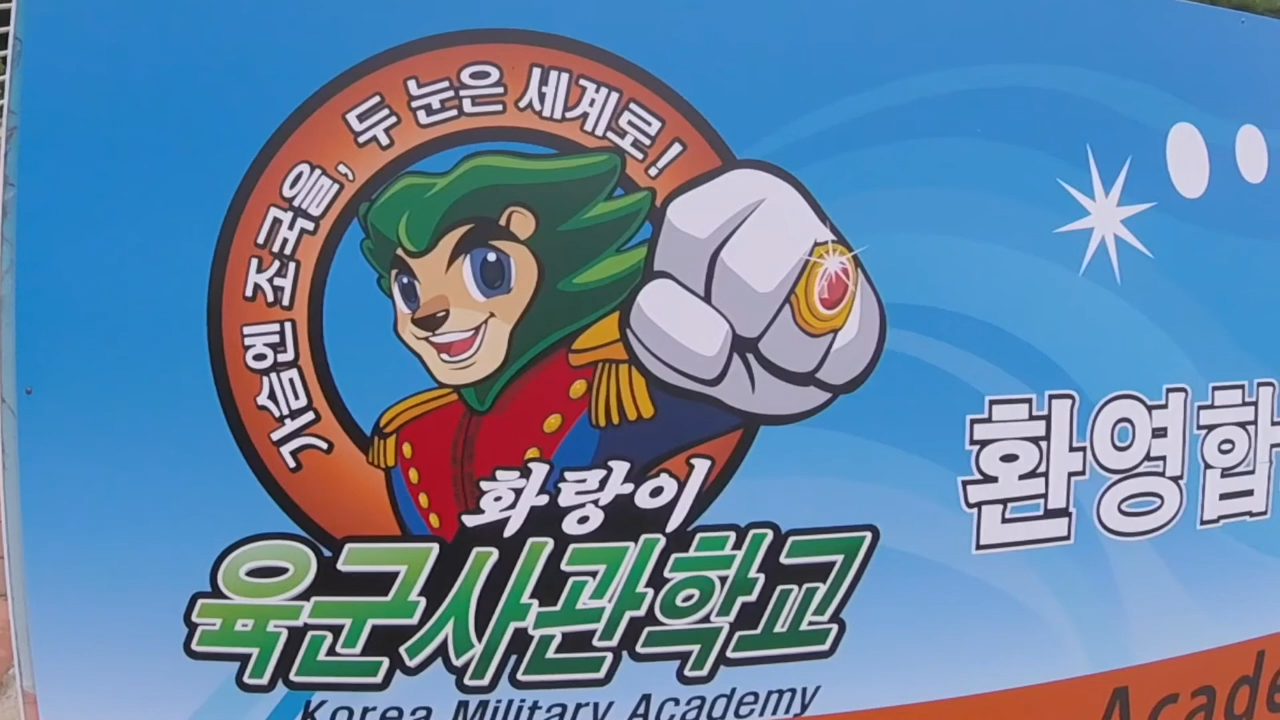 가슴엔 조국을, 두 눈은 세계로!
화랑이
육군사관학교
Korea Military Academy
환영합
Acade